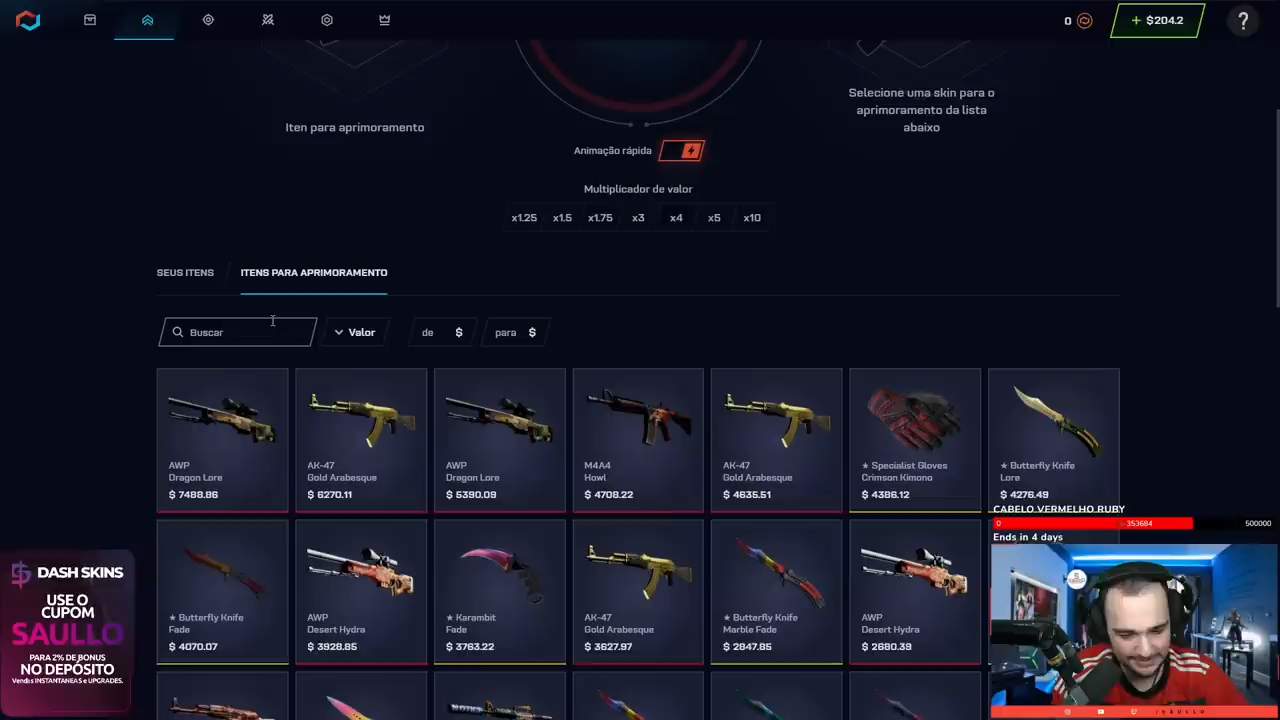 0
+ $204.2
?
Iten para aprimoramento
Selecione uma skin para o
aprimoramento da lista
abaixo
Animação rápida
Multiplicador de valor
x1.25 x1.5 x1.75 x3 x4 x5 x10
SEUS ITENS
ITENS PARA APRIMORAMENTO
Buscar
Valor
de $
para $
AWP
Dragon Lore
$ 7488.86
AK-47
Gold Arabesque
$ 6270.11
AWP
Dragon Lore
$ 5390.09
M4A4
Howl
$ 4708.22
AK-47
Gold Arabesque
$ 4635.51
★ Specialist Gloves
Crimson Kimono
$ 4386.12
★ Butterfly Knife
Lore
$ 4276.49
★ Butterfly Knife
Fade
$ 4070.07
AWP
Desert Hydra
$ 3928.85
★ Karambit
Fade
$ 3763.22
AK-47
Gold Arabesque
$ 3627.97
★ Butterfly Knife
Marble Fade
$ 2847.85
AWP
Desert Hydra
$ 2680.39
CABELO VERMELHO RUBY
0 353684 500000
Ends in 4 days
DASH SKINS
USE O
CUPOM
SAULLO
PARA 2% DE BONUS
NO DEPÓSITO
Vendas INSTANTANEAS e UPGRADES.